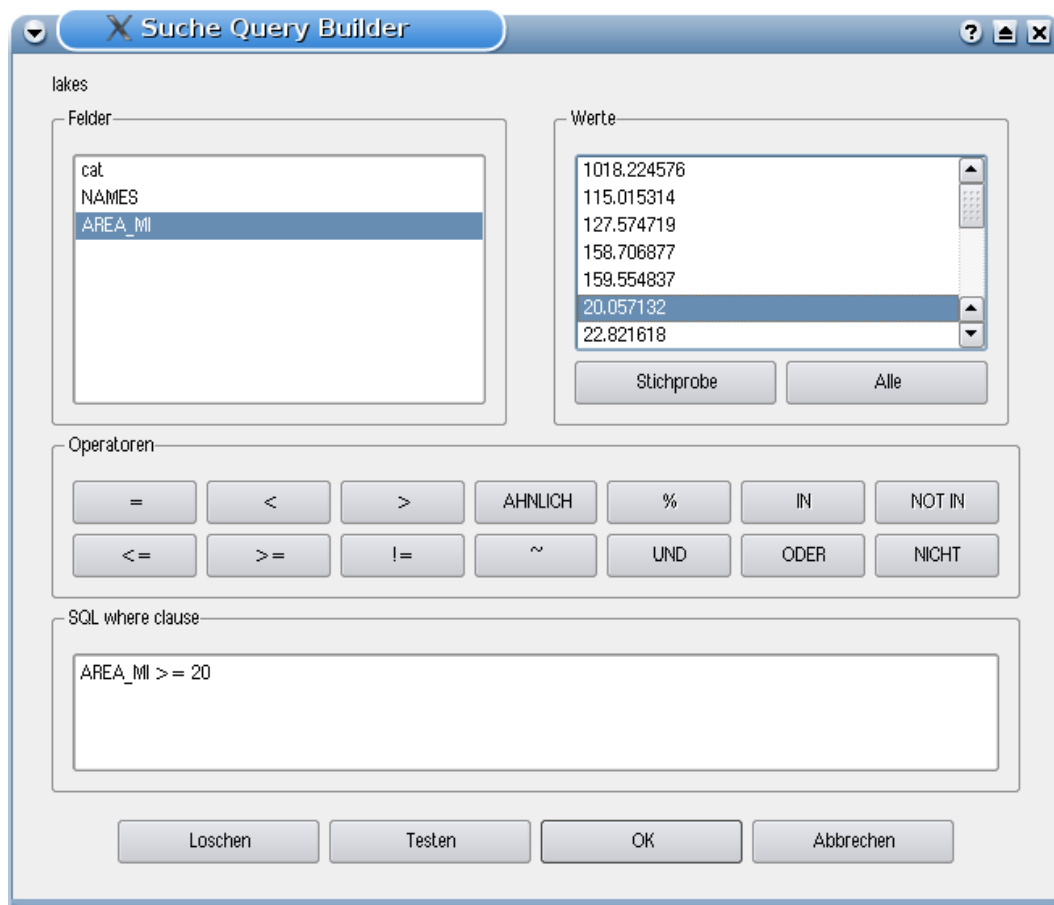 Suche Query Builder
lakes
Felder
cat
NAMES
AREA_MI
Werte
1018.224576
115.015314
127.574719
158.706877
159.554837
20.057132
22.821618
Stichprobe Alle
Operatoren
= < > AHNLICH % IN NOT IN
<= >= != ~ UND ODER NICHT
SQL where clause
AREA_MI >= 20
Loschen Testen OK Abbrechen